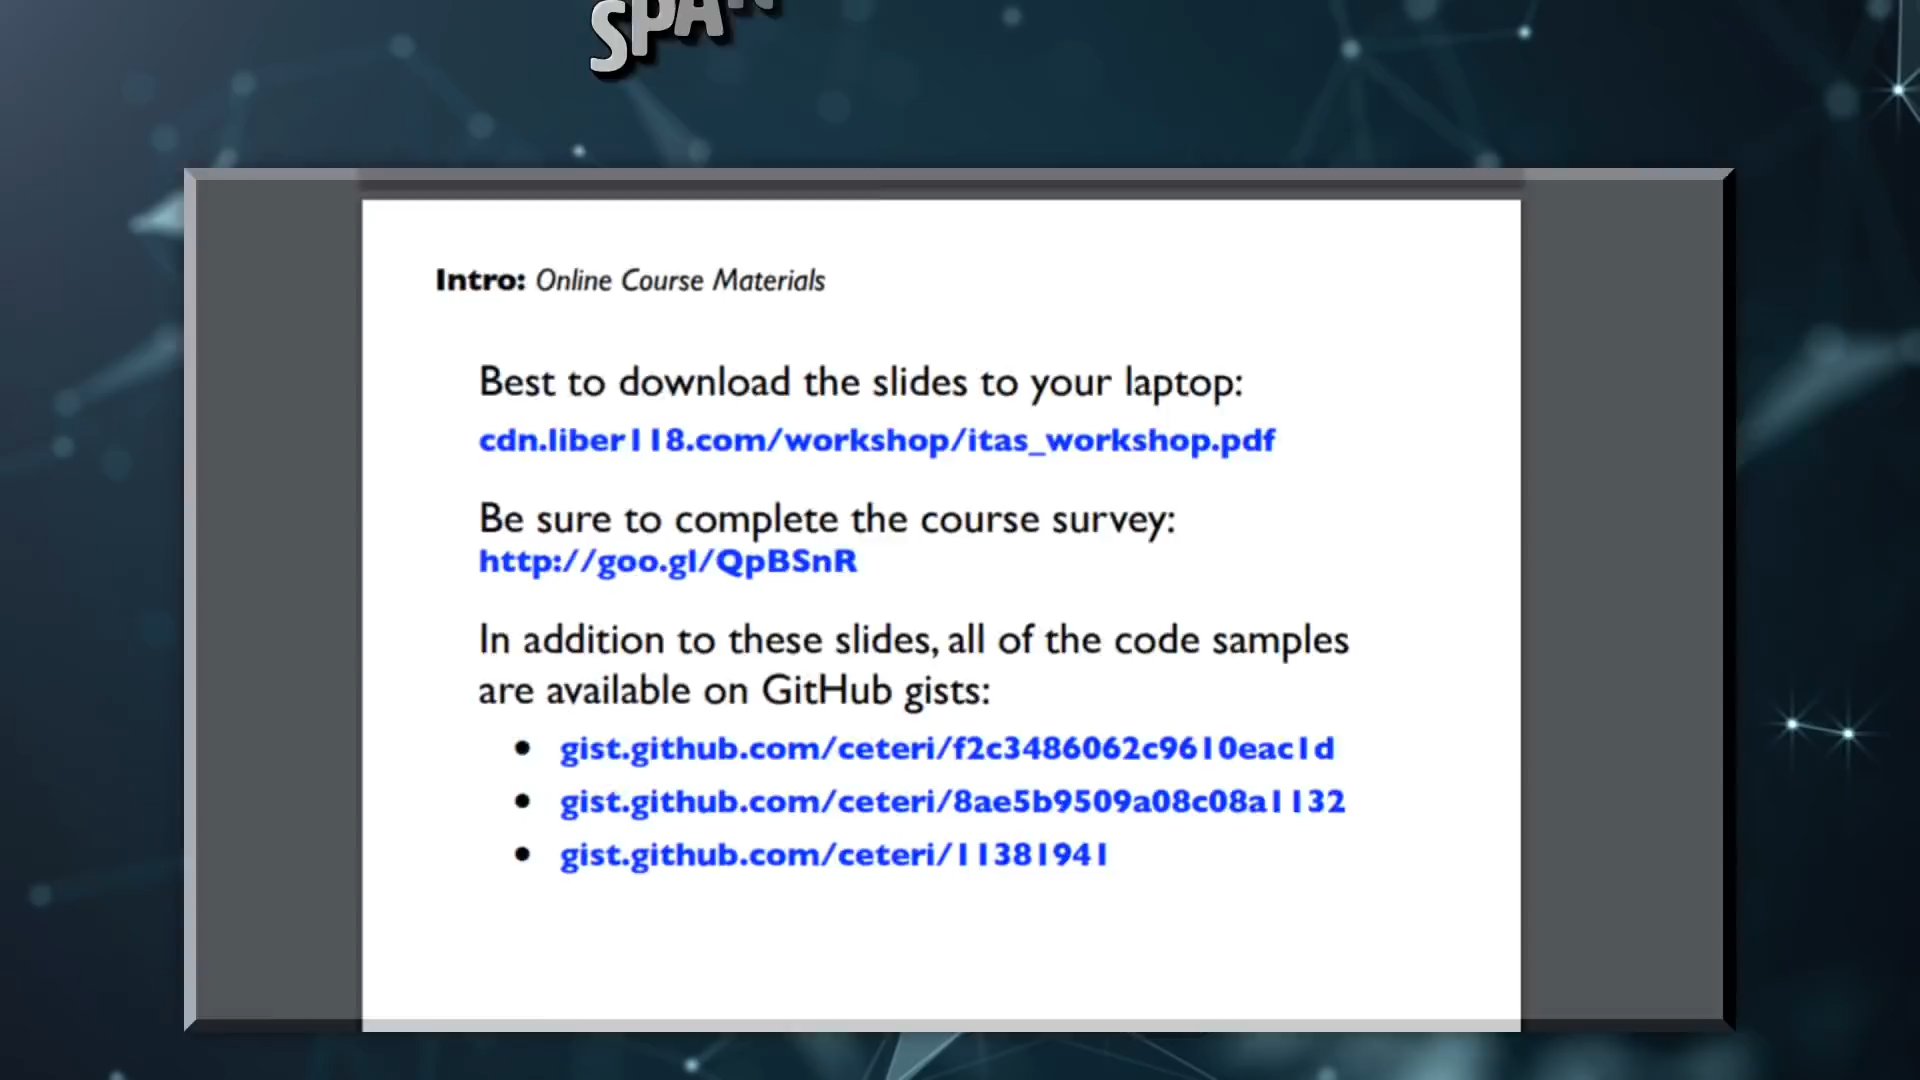 Intro: Online Course Materials
Best to download the slides to your laptop:
cdn.liber118.com/workshop/itas_workshop.pdf
Be sure to complete the course survey:
http://goo.gl/QpBSnR
In addition to these slides, all of the code samples
are available on GitHub gists:
• gist.github.com/ceteri/f2c3486062c9610eac1d
• gist.github.com/ceteri/8ae5b9509a08c08a1132
• gist.github.com/ceteri/11381941